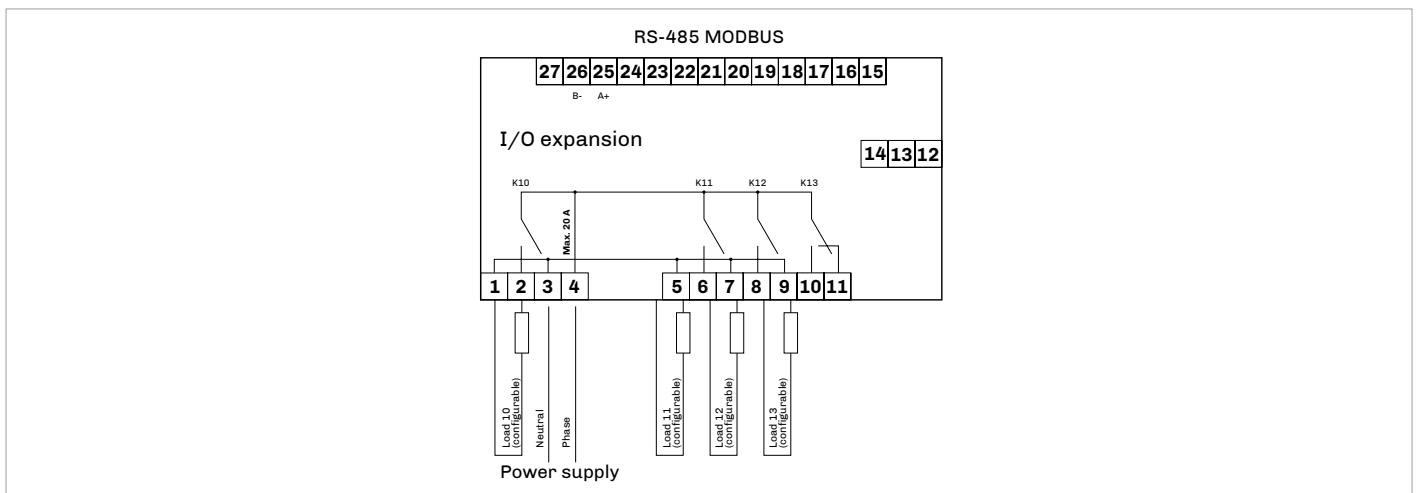 RS-485 MODBUS
27 26 25 24 23 22 21 20 19 18 17 16 15
B- A+
I/O expansion
14 13 12
K10 K11 K12 K13
Max. 20 A
1 2 3 4 5 6 7 8 9 10 11
Load 10
(configurable)
Neutral
Phase
Load 11
(configurable)
Load 12
(configurable)
Load 13
(configurable)
Power supply